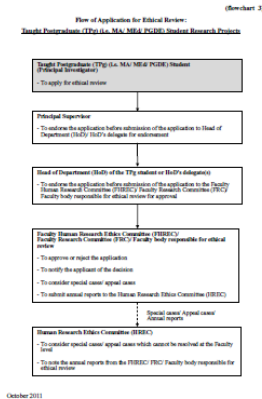 (flowchart 3
Flow of Application for Ethical Review:
Taught Postgraduate (TPg) (i.e. MA/ MEd/ PGDE) Student Research Projects
Taught Postgraduate (TPg) (i.e. MA/ MEd/ PGDE) Student
(Principal Investigator)
- To apply for ethical review
Principal Supervisor
- To endorse the application before submission of the application to Head of
Department (HoD)/ HoD's delegate for endorsement
Head of Department (HoD) of the TPg student or HoD's delegate(s)
- To endorse the application before submission of the application to the Faculty
Human Research Ethics Committee (FHREC)/ Faculty Research Committee (FRC)/
Faculty body responsible for ethical review for approval
Faculty Human Research Ethics Committee (FHREC)/
Faculty Research Committee (FRC)/ Faculty body responsible for ethical
review
- To approve or reject the application
- To notify the applicant of the decision
- To consider special cases/ appeal cases
- To submit annual reports to the Human Research Ethics Committee (HREC)
Special cases/ Appeal cases/
Annual reports
Human Research Ethics Committee (HREC)
- To consider special cases/ appeal cases which cannot be resolved at the Faculty
level
- To note the annual reports from the FHREC/ FRC/ Faculty body responsible for
ethical review
October 2011